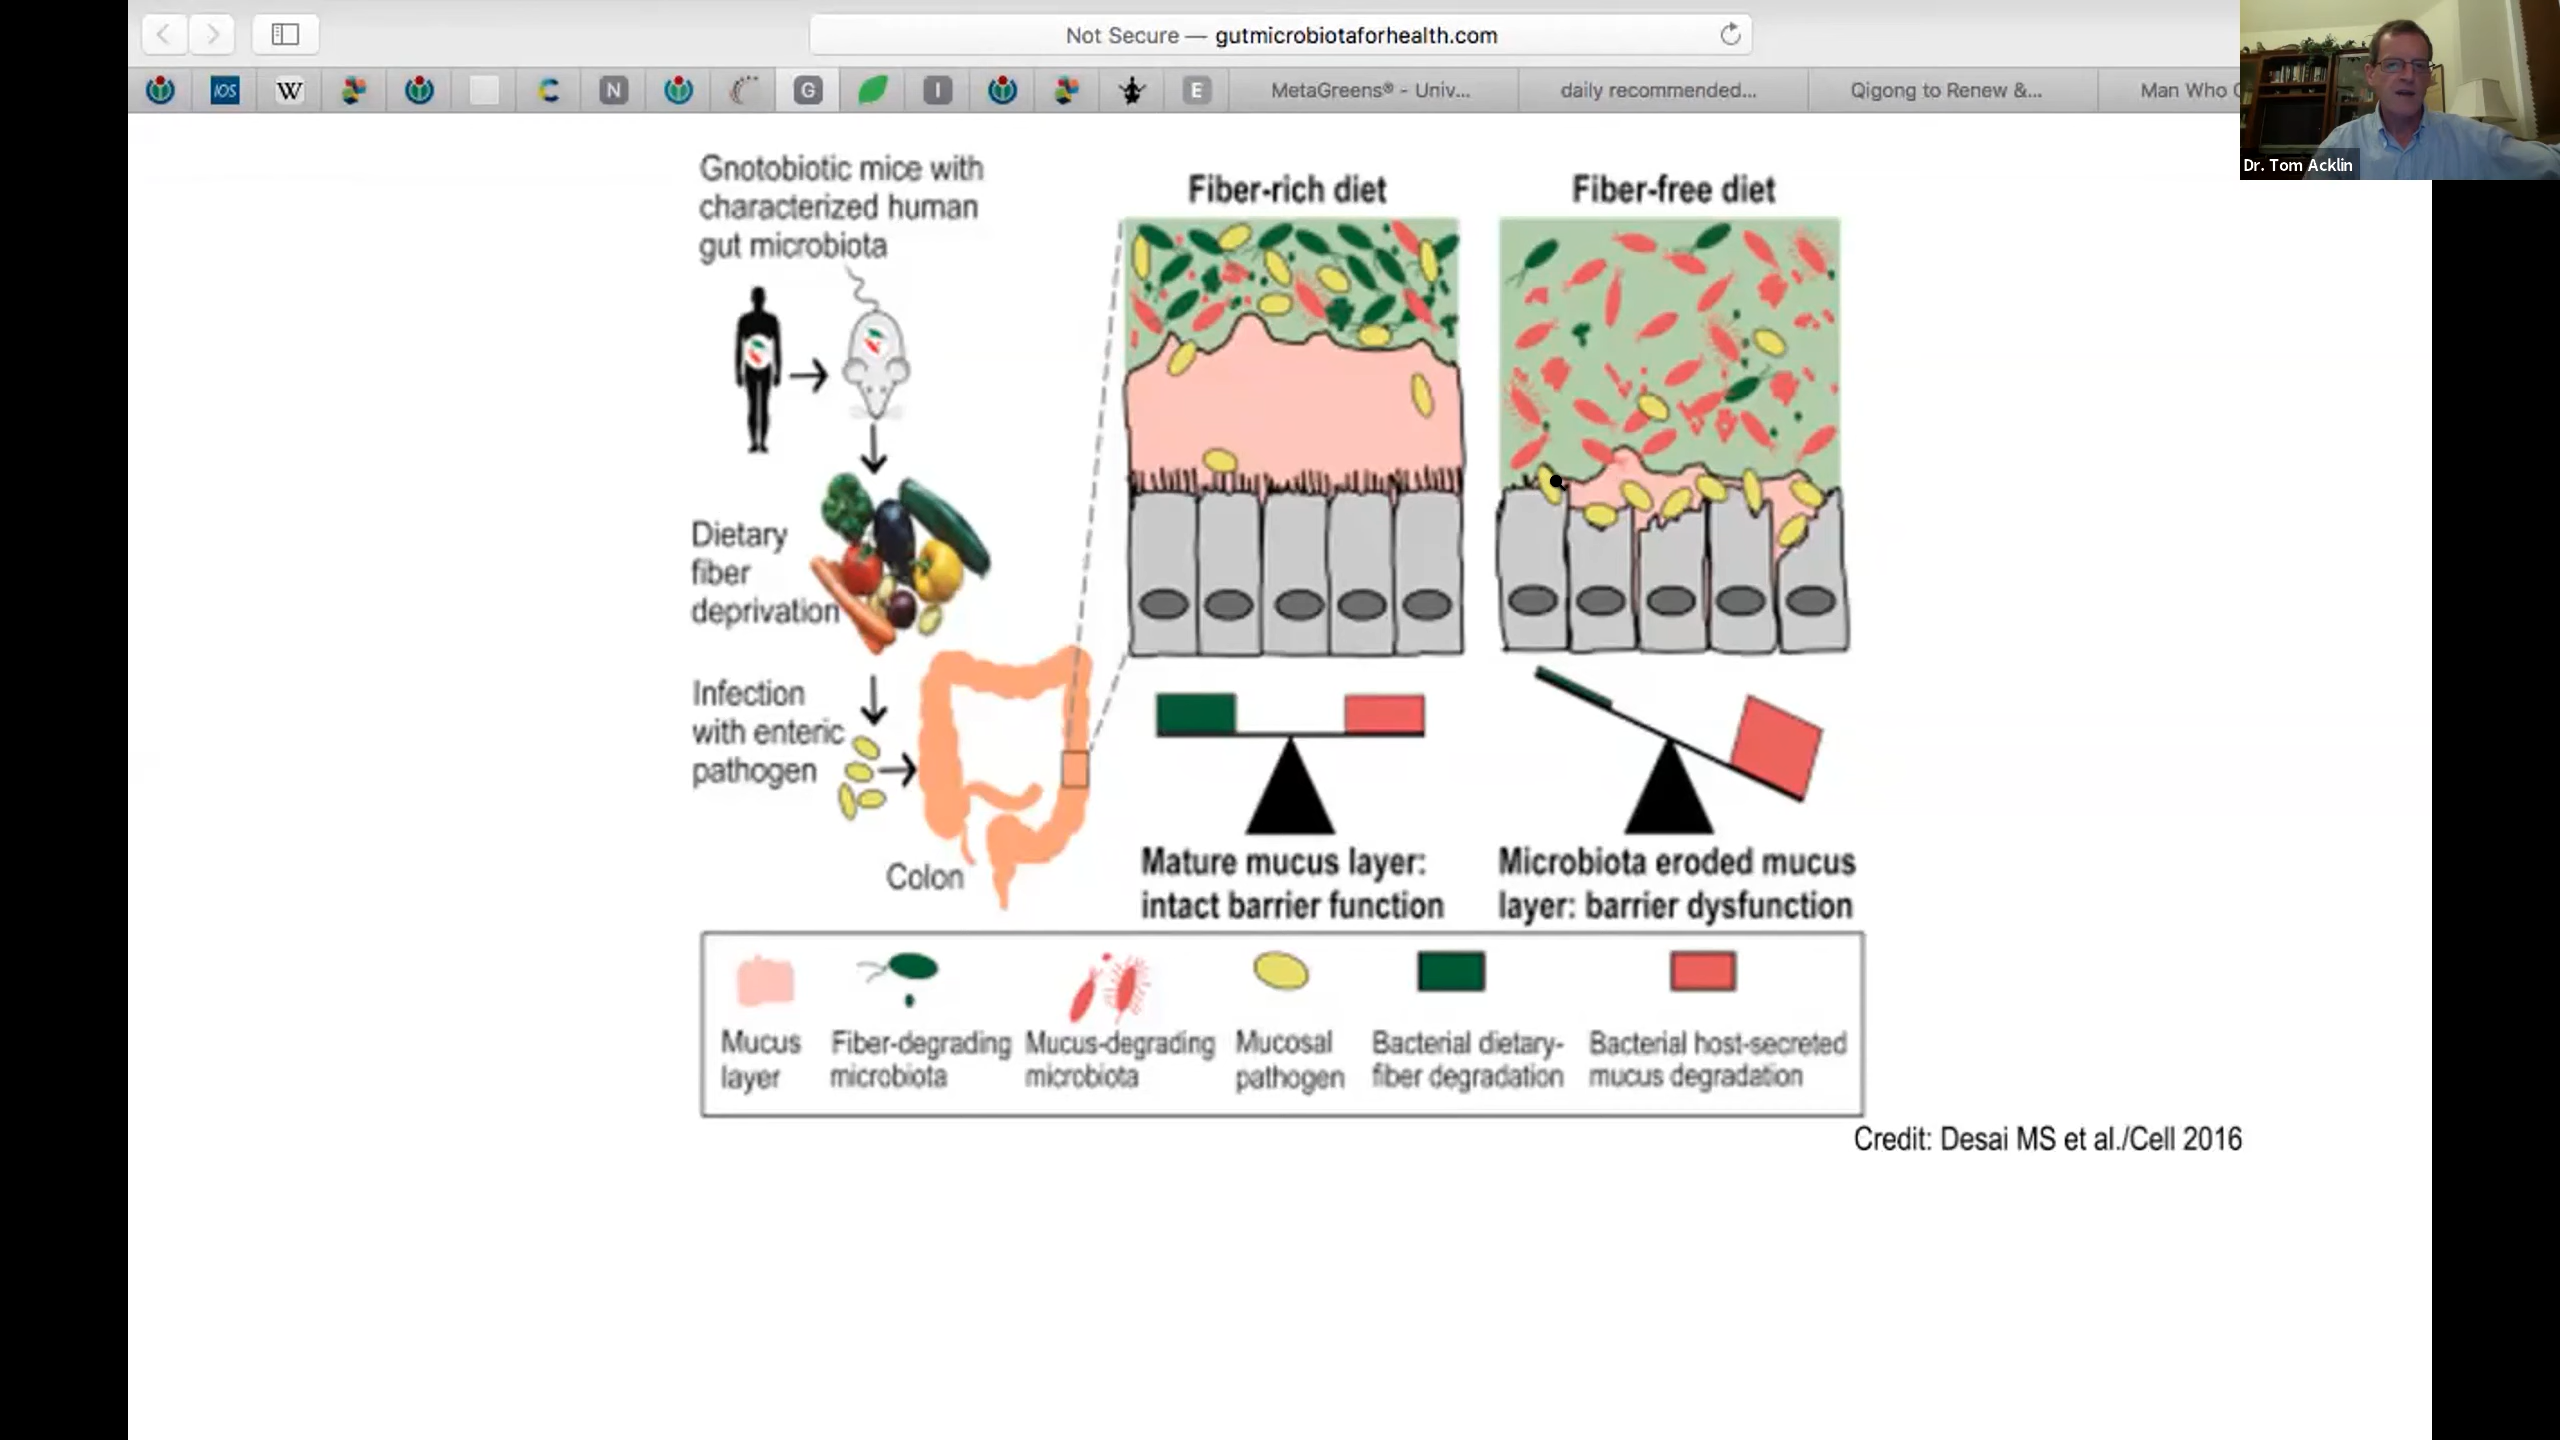 Not Secure — gutmicrobiotaforhealth.com
IOS
W
C
N
G
I
E
MetaGreens® - Univ...
daily recommended...
Qigong to Renew &...
Man Who
Dr. Tom Acklin
Gnotobiotic mice with
characterized human
gut microbiota
Dietary
fiber
deprivation
Infection
with enteric
pathogen
Colon
Fiber-rich diet
Fiber-free diet
Mature mucus layer:
intact barrier function
Microbiota eroded mucus
layer: barrier dysfunction
Mucus
layer
Fiber-degrading
microbiota
Mucus-degrading
microbiota
Mucosal
pathogen
Bacterial dietary-
fiber degradation
Bacterial host-secreted
mucus degradation
Credit: Desai MS et al./Cell 2016